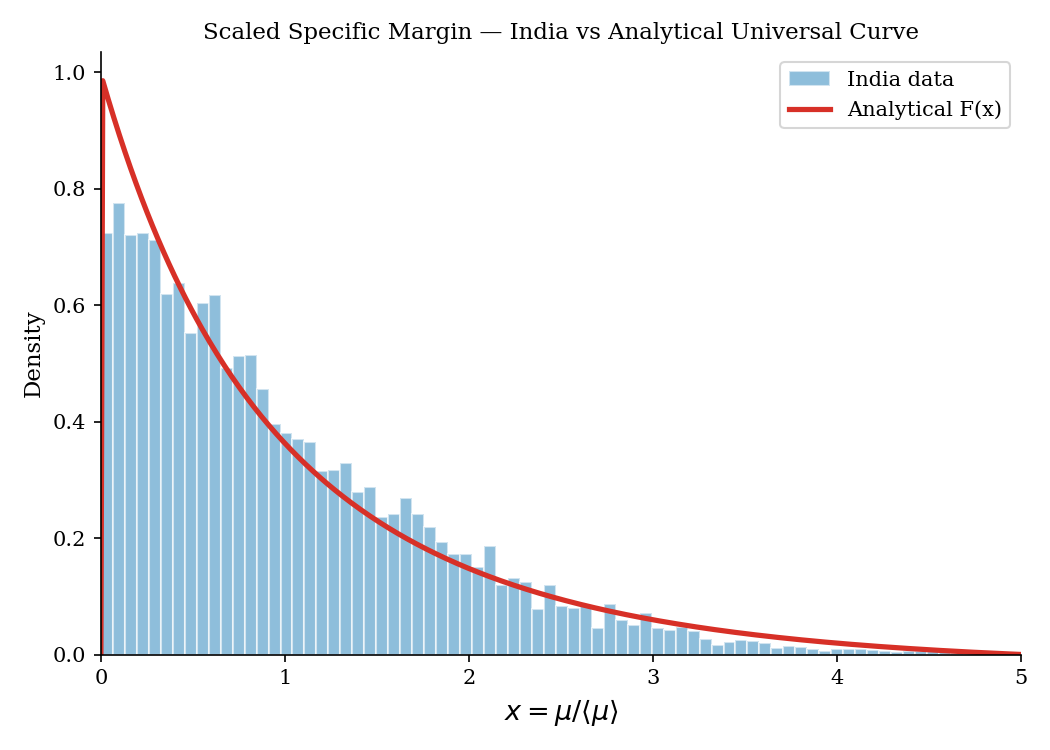 Scaled Specific Margin — India vs Analytical Universal Curve
India data
Analytical F(x)
Density
1.0
0.8
0.6
0.4
0.2
0.0
0 1 2 3 4 5
x = μ/⟨μ⟩